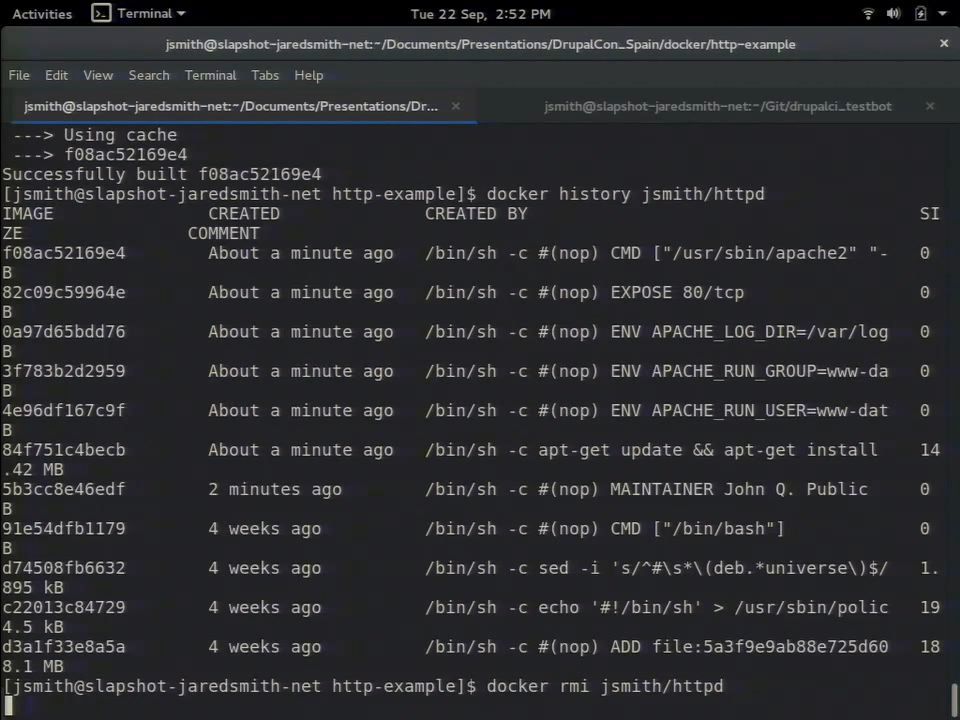 Activities Terminal Tue 22 Sep, 2:52 PM
jsmith@slapshot-jaredsmith-net:~/Documents/Presentations/DrupalCon_Spain/docker/http-example ×
File Edit View Search Terminal Tabs Help
jsmith@slapshot-jaredsmith-net:~/Documents/Presentations/Dr... × jsmith@slapshot-jaredsmith-net:~/Git/drupalci_testbot ×
---> Using cache
---> f08ac52169e4
Successfully built f08ac52169e4
[jsmith@slapshot-jaredsmith-net http-example]$ docker history jsmith/httpd
IMAGE CREATED CREATED BY SI
ZE COMMENT
f08ac52169e4 About a minute ago /bin/sh -c #(nop) CMD ["/usr/sbin/apache2" "- 0
B
82c09c59964e About a minute ago /bin/sh -c #(nop) EXPOSE 80/tcp 0
B
0a97d65bdd76 About a minute ago /bin/sh -c #(nop) ENV APACHE_LOG_DIR=/var/log 0
B
3f783b2d2959 About a minute ago /bin/sh -c #(nop) ENV APACHE_RUN_GROUP=www-da 0
B
4e96df167c9f About a minute ago /bin/sh -c #(nop) ENV APACHE_RUN_USER=www-dat 0
B
84f751c4becb About a minute ago /bin/sh -c apt-get update && apt-get install 14
.42 MB
5b3cc8e46edf 2 minutes ago /bin/sh -c #(nop) MAINTAINER John Q. Public 0
B
91e54dfb1179 4 weeks ago /bin/sh -c #(nop) CMD ["/bin/bash"] 0
B
d74508fb6632 4 weeks ago /bin/sh -c sed -i 's/^#\s*\(deb.*universe\)$/ 1.
895 kB
c22013c84729 4 weeks ago /bin/sh -c echo '#!/bin/sh' > /usr/sbin/polic 19
4.5 kB
d3a1f33e8a5a 4 weeks ago /bin/sh -c #(nop) ADD file:5a3f9e9ab88e725d60 18
8.1 MB
[jsmith@slapshot-jaredsmith-net http-example]$ docker rmi jsmith/httpd